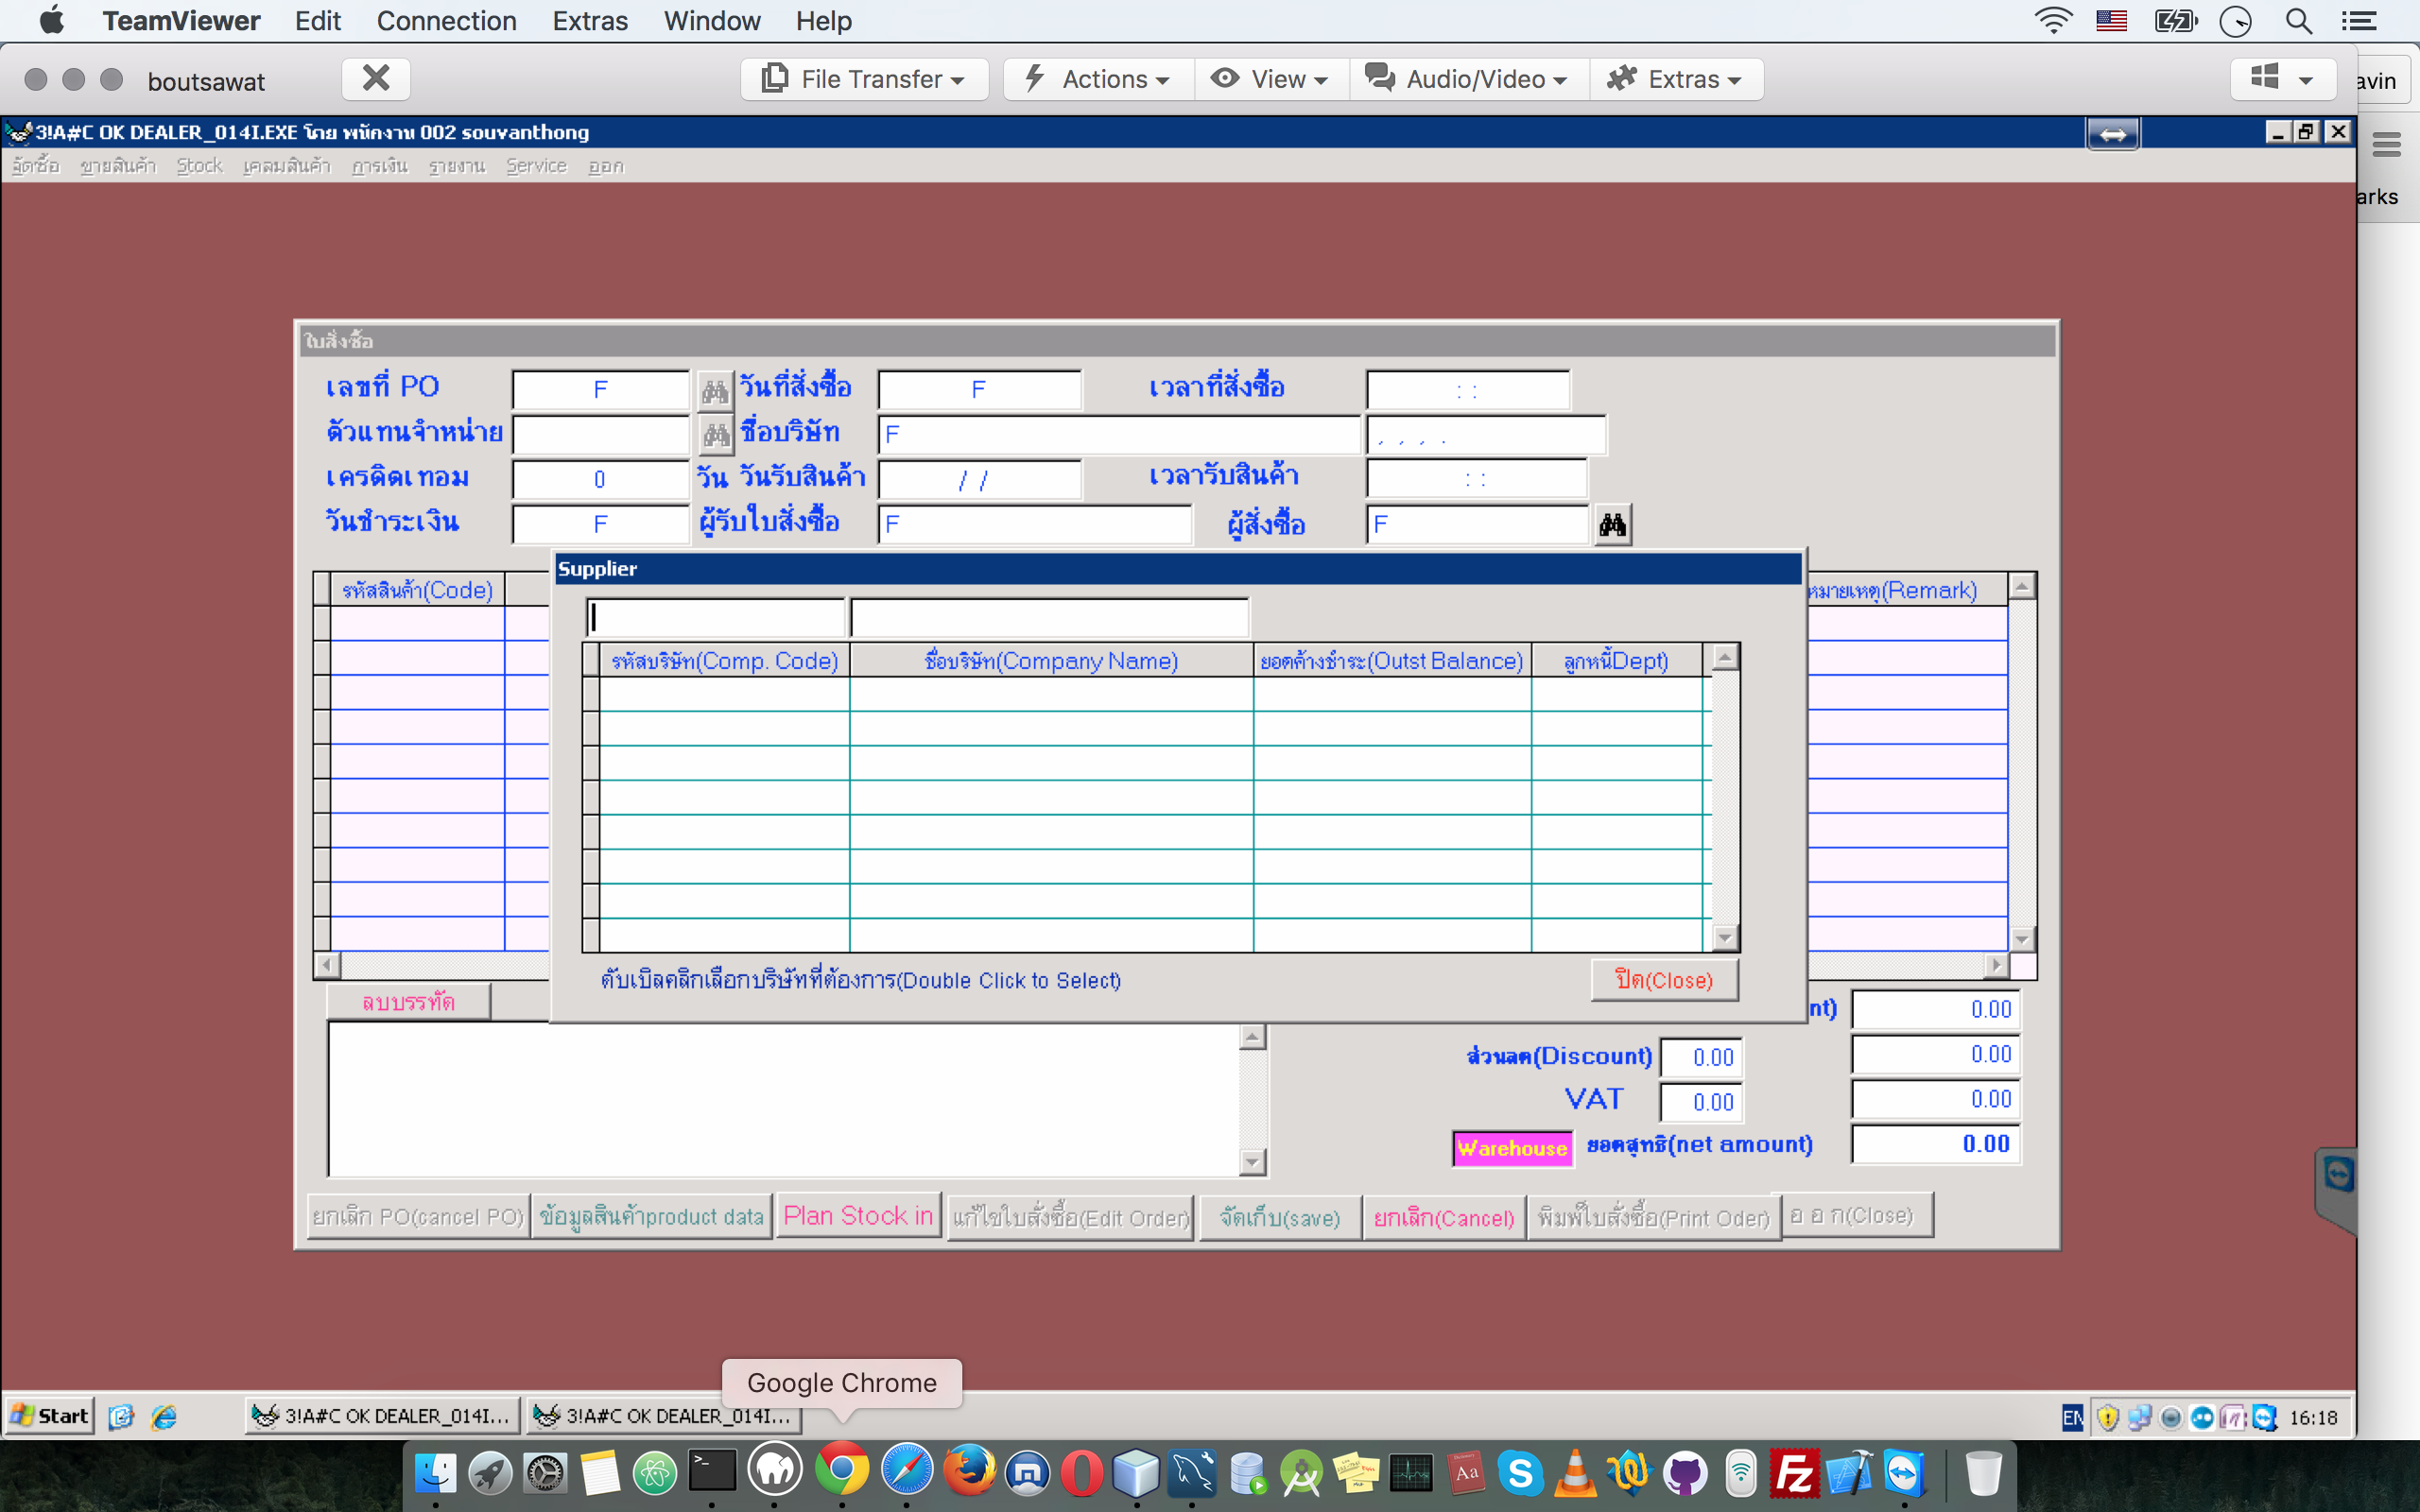 TeamViewer Edit Connection Extras Window Help
boutsawat File Transfer Actions View Audio/Video Extras avin
3!A#C OK DEALER_014I.EXE โดย พนักงาน 002 souvanthong
จัดซื้อ ขายสินค้า Stock เคลมสินค้า การเงิน รายงาน Service ออก
arks
ใบสั่งซื้อ
เลขที่ PO F วันที่สั่งซื้อ F เวลาที่สั่งซื้อ : :
ตัวแทนจำหน่าย ชื่อบริษัท F , , , .
เครดิตเทอม 0 วัน วันรับสินค้า / / เวลารับสินค้า : :
วันชำระเงิน F ผู้รับใบสั่งซื้อ F ผู้สั่งซื้อ F
Supplier
รหัสสินค้า(Code) หมายเหตุ(Remark)
รหัสบริษัท(Comp. Code) ชื่อบริษัท(Company Name) ยอดค้างชำระ(Outst Balance) ลูกหนี้Dept)
ดับเบิลคลิกเลือกบริษัทที่ต้องการ(Double Click to Select) ปิด(Close)
ลบบรรทัด nt) 0.00
ส่วนลด(Discount) 0.00 0.00
VAT 0.00 0.00
Warehouse ยอดสุทธิ(net amount) 0.00
ยกเลิก PO(cancel PO) ข้อมูลสินค้าproduct data Plan Stock in แก้ไขใบสั่งซื้อ(Edit Order) จัดเก็บ(save) ยกเลิก(Cancel) พิมพ์ใบสั่งซื้อ(Print Oder) อ อ ก(Close)
Google Chrome
Start 3!A#C OK DEALER_014I... 3!A#C OK DEALER_014I... EN 16:18